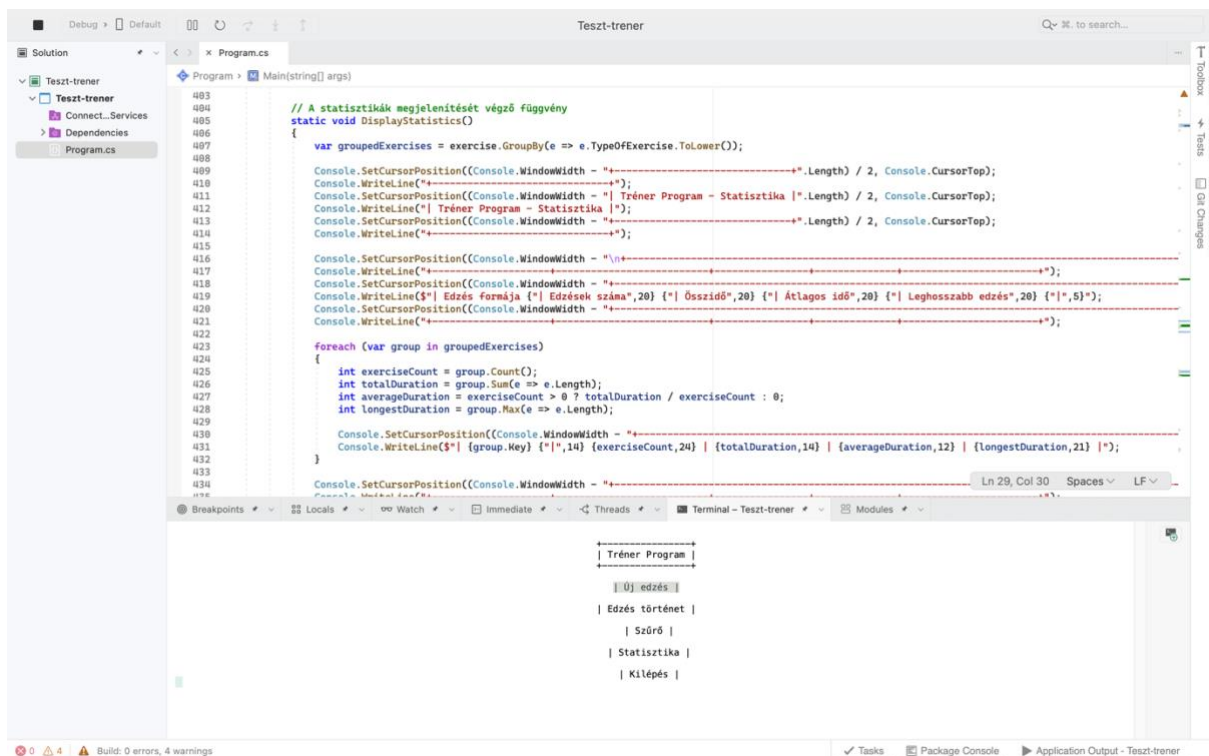 Debug > Default
Teszt-trener
⌘. to search...
Solution
× Program.cs
Teszt-trener
Teszt-trener
Connect...Services
Dependencies
Program.cs
Program > Main(string[] args)
403
404 // A statisztikák megjelenítését végző függvény
405 static void DisplayStatistics()
406 {
407 var groupedExercises = exercise.GroupBy(e => e.TypeOfExercise.ToLower());
408
409 Console.SetCursorPosition((Console.WindowWidth - "+--------------------------------+".Length) / 2, Console.CursorTop);
410 Console.WriteLine("+--------------------------------+");
411 Console.SetCursorPosition((Console.WindowWidth - "| Tréner Program - Statisztika |".Length) / 2, Console.CursorTop);
412 Console.WriteLine("| Tréner Program - Statisztika |");
413 Console.SetCursorPosition((Console.WindowWidth - "+--------------------------------+".Length) / 2, Console.CursorTop);
414 Console.WriteLine("+--------------------------------+");
415
416 Console.SetCursorPosition((Console.WindowWidth - "\n+--------------------------------
417 Console.WriteLine("+----------------------+-----------------------------+------------------+----------------+-------------------------+");
418 Console.SetCursorPosition((Console.WindowWidth - "+--------------------------------
419 Console.WriteLine($"| Edzés formája {"| Edzések száma",20} {"| Összidő",20} {"| Átlagos idő",20} {"| Leghosszabb edzés",20} {"|",5}");
420 Console.SetCursorPosition((Console.WindowWidth - "+--------------------------------
421 Console.WriteLine("+----------------------+-----------------------------+------------------+----------------+-------------------------+");
422
423 foreach (var group in groupedExercises)
424 {
425 int exerciseCount = group.Count();
426 int totalDuration = group.Sum(e => e.Length);
427 int averageDuration = exerciseCount > 0 ? totalDuration / exerciseCount : 0;
428 int longestDuration = group.Max(e => e.Length);
429
430 Console.SetCursorPosition((Console.WindowWidth - "+--------------------------------
431 Console.WriteLine($"| {group.Key} {"|",14} {exerciseCount,24} | {totalDuration,14} | {averageDuration,12} | {longestDuration,21} |");
432 }
433
434 Console.SetCursorPosition((Console.WindowWidth - "+--------------------------------
Ln 29, Col 30 Spaces LF
Toolbox
Tests
Git Changes
Breakpoints Locals Watch Immediate Threads Terminal – Teszt-trener Modules
+----------------+
| Tréner Program |
+----------------+
| Új edzés |
| Edzés történet |
| Szűrő |
| Statisztika |
| Kilépés |
0 4 Build: 0 errors, 4 warnings
Tasks Package Console Application Output - Teszt-trener